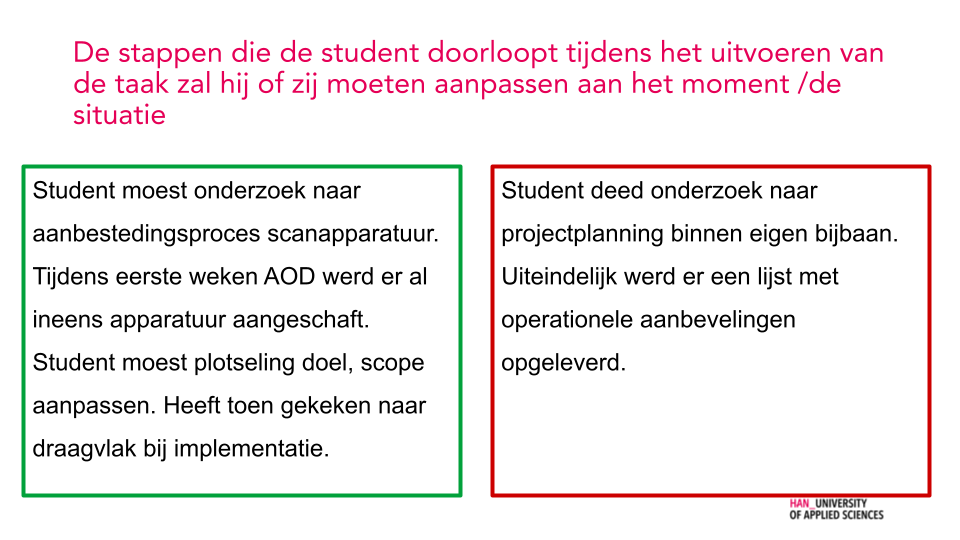 De stappen die de student doorloopt tijdens het uitvoeren van
de taak zal hij of zij moeten aanpassen aan het moment /de
situatie
Student moest onderzoek naar
aanbestedingsproces scanapparatuur.
Tijdens eerste weken AOD werd er al
ineens apparatuur aangeschaft.
Student moest plotseling doel, scope
aanpassen. Heeft toen gekeken naar
draagvlak bij implementatie.
Student deed onderzoek naar
projectplanning binnen eigen bijbaan.
Uiteindelijk werd er een lijst met
operationele aanbevelingen
opgeleverd.
HAN_UNIVERSITY
OF APPLIED SCIENCES